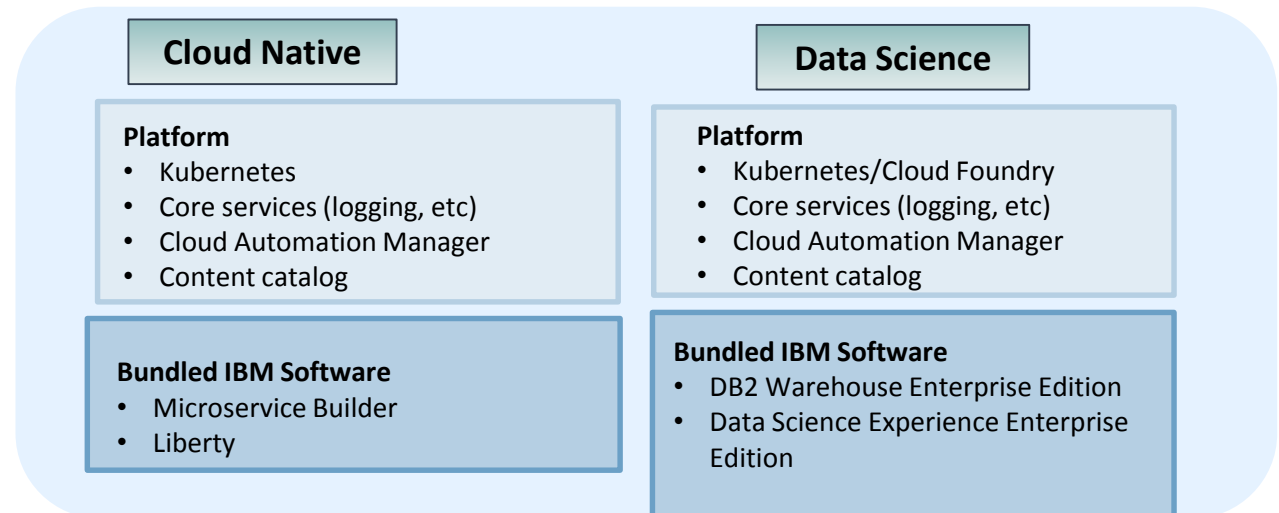 Cloud Native
Platform
• Kubernetes
• Core services (logging, etc)
• Cloud Automation Manager
• Content catalog
Bundled IBM Software
• Microservice Builder
• Liberty
Data Science
Platform
• Kubernetes/Cloud Foundry
• Core services (logging, etc)
• Cloud Automation Manager
• Content catalog
Bundled IBM Software
• DB2 Warehouse Enterprise Edition
• Data Science Experience Enterprise
Edition